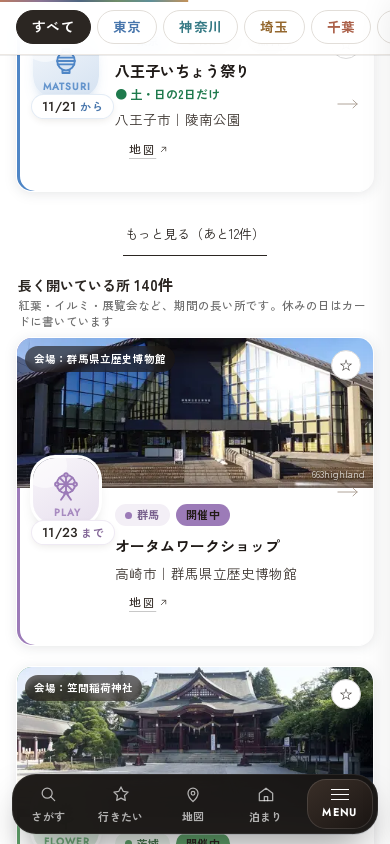 すべて
東京
神奈川
埼玉
千葉
MATSURI
11/21 から
八王子いちょう祭り
土・日の2日だけ
八王子市｜陵南公園
地図
もっと見る（あと12件）
長く開いている所 140件
紅葉・イルミ・展覧会など、期間の長い所です。休みの日はカー
ドに書いています
会場：群馬県立歴史博物館
663highland
PLAY
11/23 まで
群馬
開催中
オータムワークショップ
高崎市｜群馬県立歴史博物館
地図
会場：笠間稲荷神社
さがす
行きたい
地図
泊まり
MENU
FLOWER
茨城
開催中